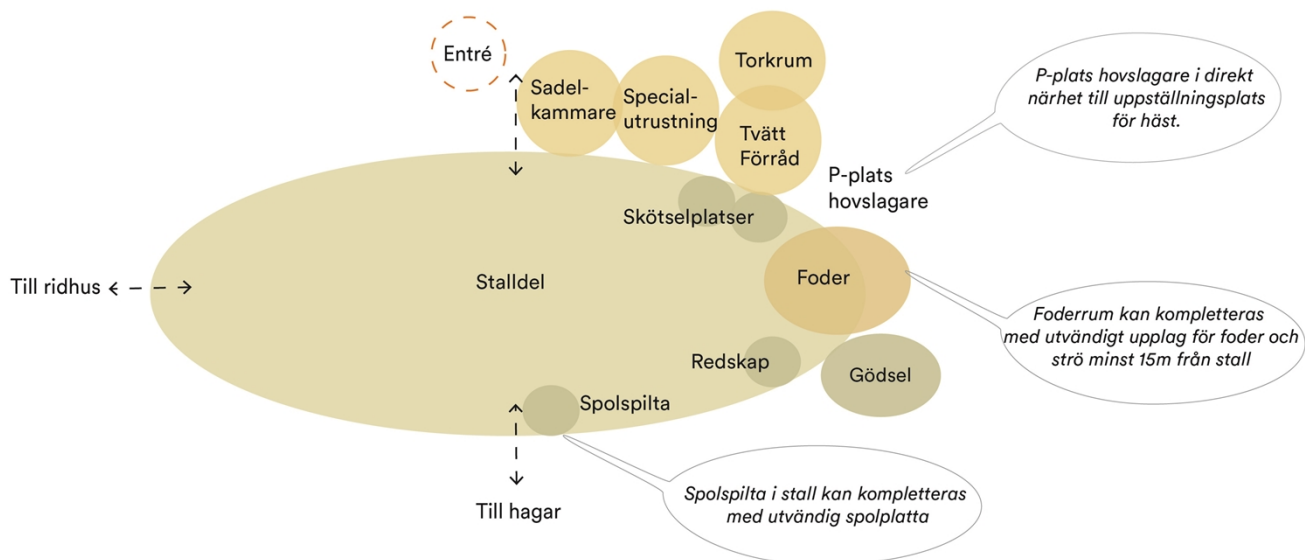 Entré
Sadel-
kammare
Special-
utrustning
Torkrum
Tvätt
Förråd
P-plats hovslagare i direkt
närhet till uppställningsplats
för häst.
P-plats
hovslagare
Skötselplatser
Till ridhus
Stalldel
Foder
Foderrum kan kompletteras
med utvändigt upplag för foder och
strö minst 15m från stall
Redskap
Gödsel
Spolspilta
Till hagar
Spolspilta i stall kan kompletteras
med utvändig spolplatta